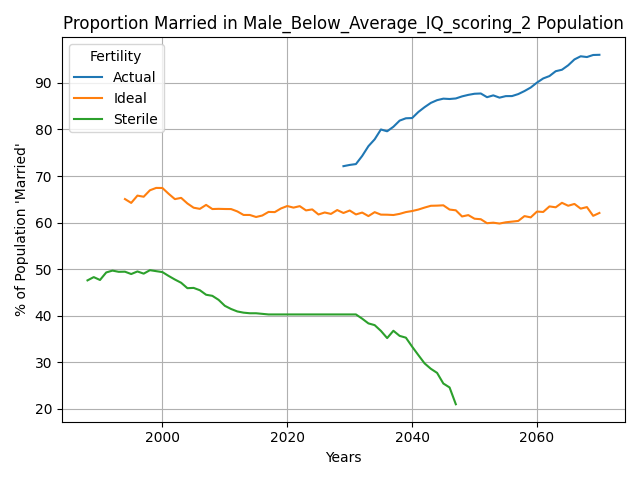 Proportion Married in Male_Below_Average_IQ_scoring_2 Population
Fertility
Actual
Ideal
Sterile
% of Population 'Married'
90
80
70
60
50
40
30
20
2000
2020
2040
2060
Years